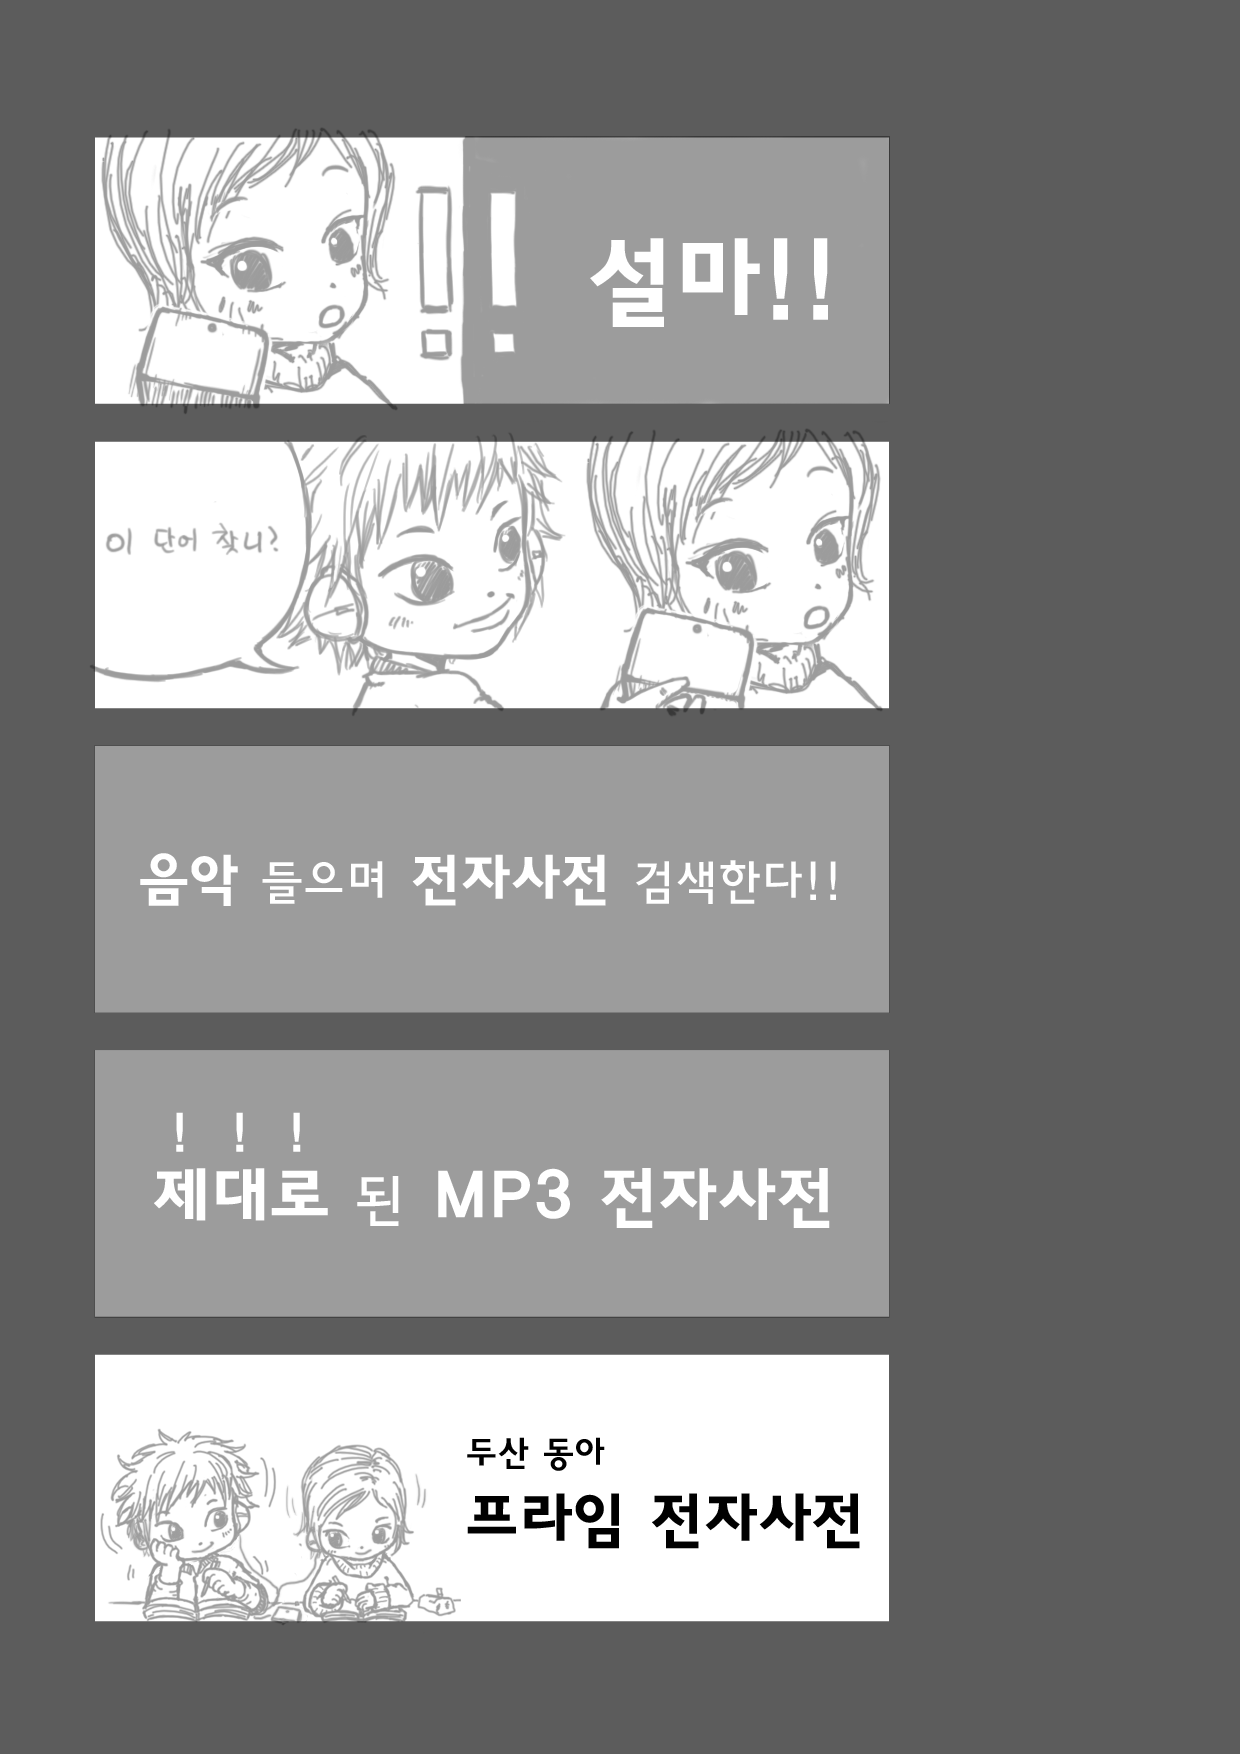 설마!!
이 단어 찾니?
음악 들으며 전자사전 검색한다!!
! ! !
제대로 된 MP3 전자사전
두산 동아
프라임 전자사전